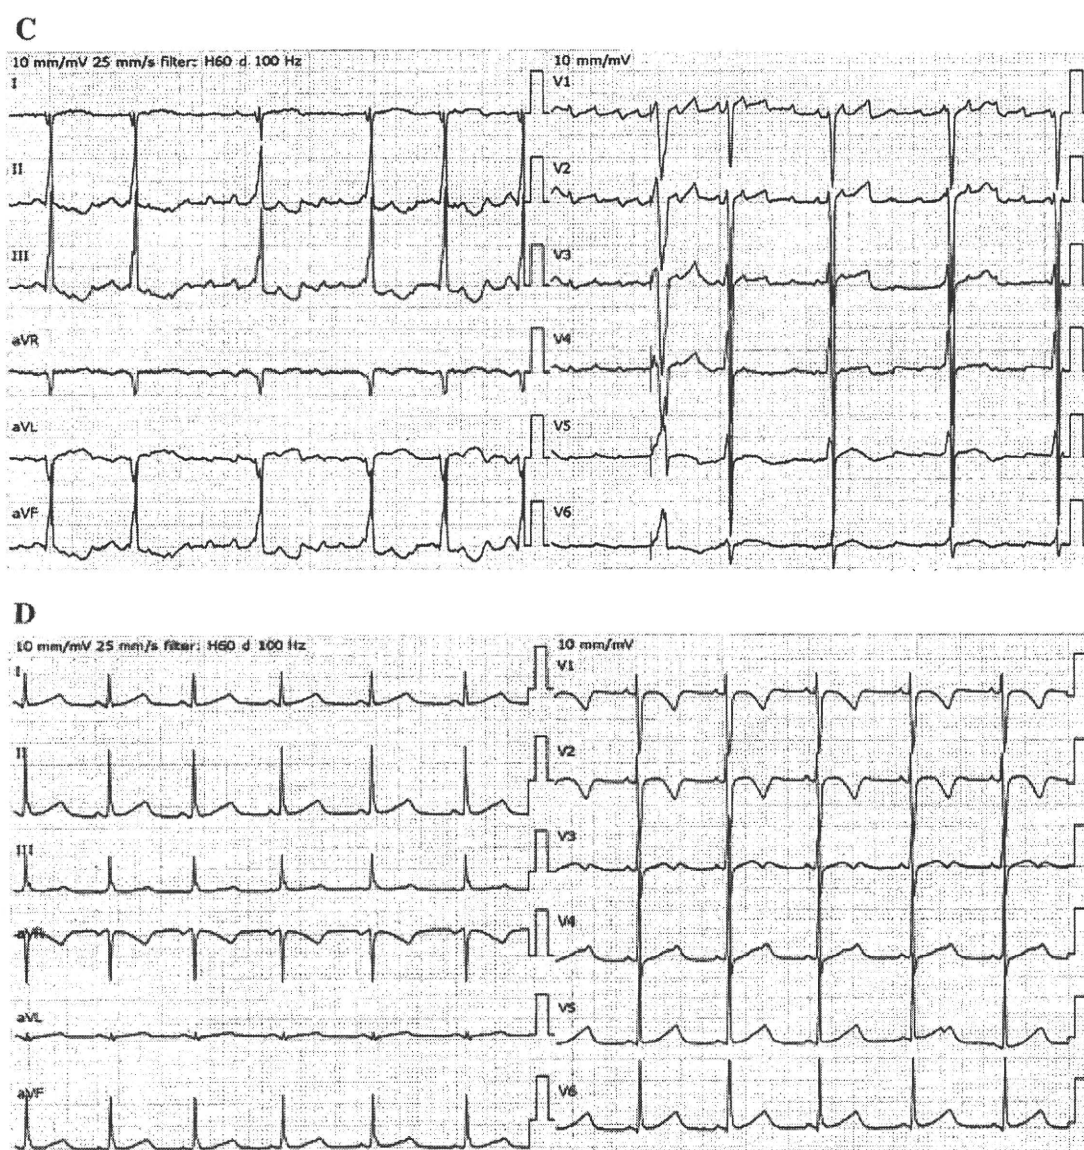 C
10 mm/mV 25 mm/s filter: H60 d 100 Hz
10 mm/mV
I
V1
II
V2
III
V3
aVR
V4
aVL
V5
aVF
V6
D
10 mm/mV 25 mm/s filter: H60 d 100 Hz
10 mm/mV
I
V1
II
V2
III
V3
aVR
V4
aVL
V5
aVF
V6